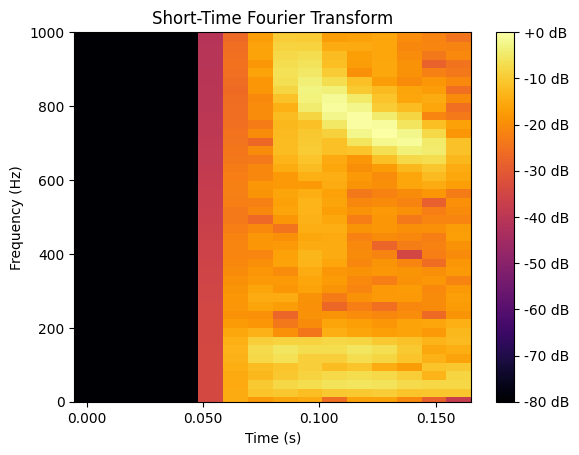 Short-Time Fourier Transform
1000
800
600
400
200
0
Frequency (Hz)
0.000
0.050
0.100
0.150
Time (s)
+0 dB
-10 dB
-20 dB
-30 dB
-40 dB
-50 dB
-60 dB
-70 dB
-80 dB